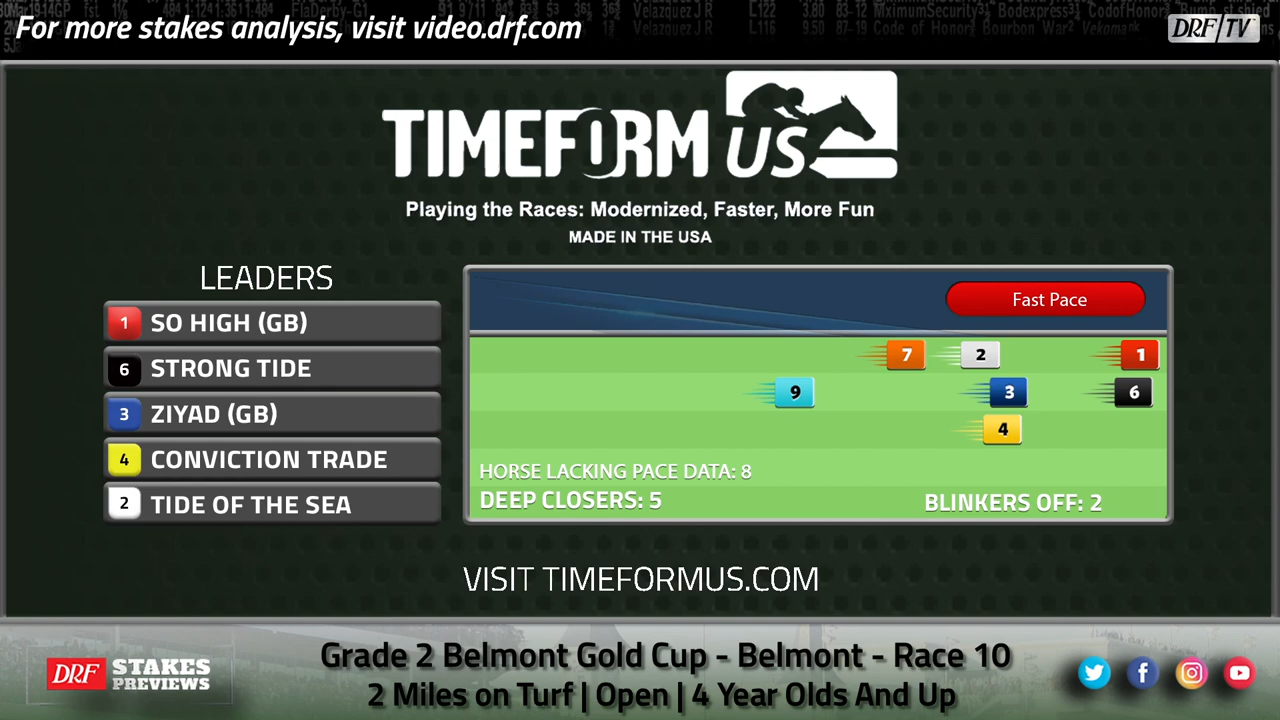 For more stakes analysis, visit video.drf.com
DRF TV
TIMEFORM US
Playing the Races: Modernized, Faster, More Fun
MADE IN THE USA
LEADERS
1 SO HIGH (GB)
6 STRONG TIDE
3 ZIYAD (GB)
4 CONVICTION TRADE
2 TIDE OF THE SEA
Fast Pace
7 2 1
9 3 6
4
HORSE LACKING PACE DATA: 8
DEEP CLOSERS: 5
BLINKERS OFF: 2
VISIT TIMEFORMUS.COM
DRF STAKES PREVIEWS
Grade 2 Belmont Gold Cup - Belmont - Race 10
2 Miles on Turf | Open | 4 Year Olds And Up